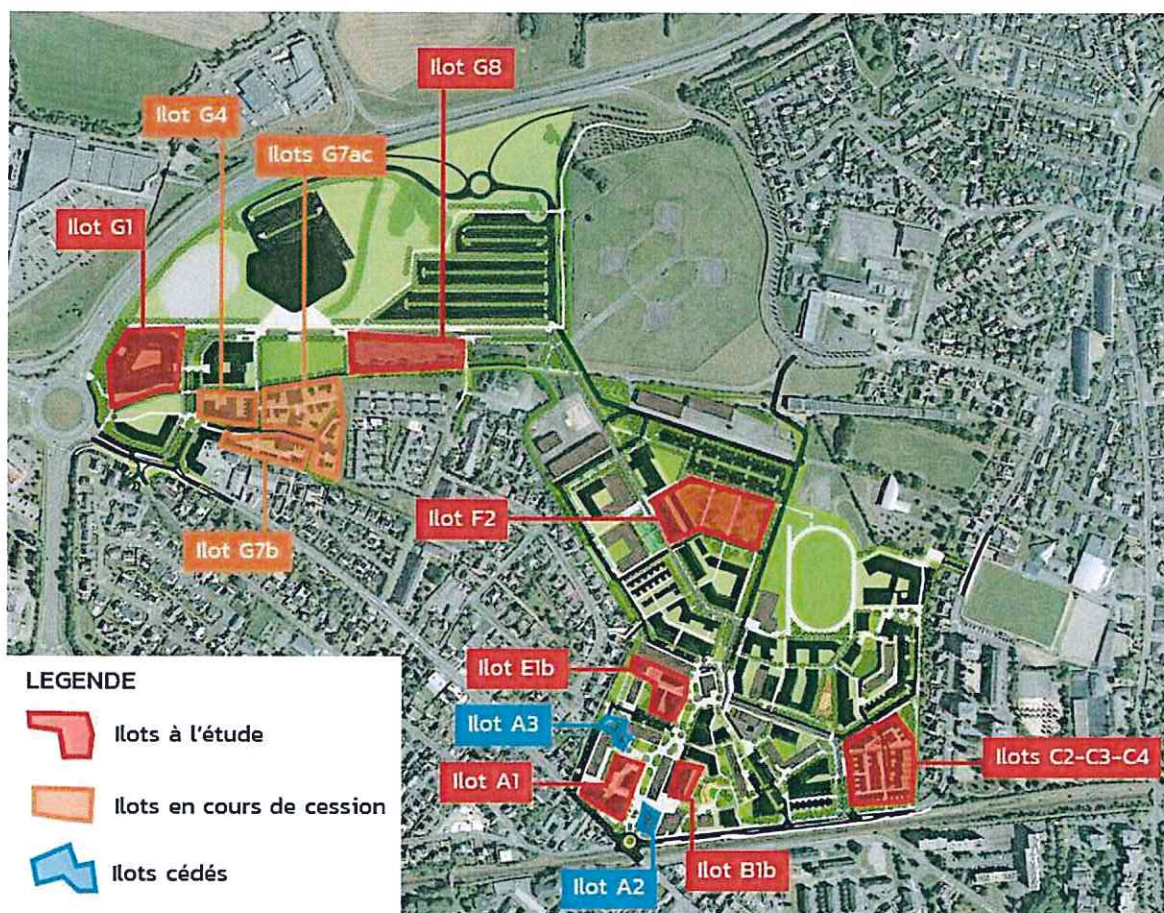 Ilot G8
Ilot G4
Ilots G7ac
Ilot G1
Ilot F2
Ilot G7b
Ilot E1b
Ilot A3
Ilots C2-C3-C4
Ilot A1
Ilot B1b
Ilot A2
LEGENDE
Ilots à l'étude
Ilots en cours de cession
Ilots cédés